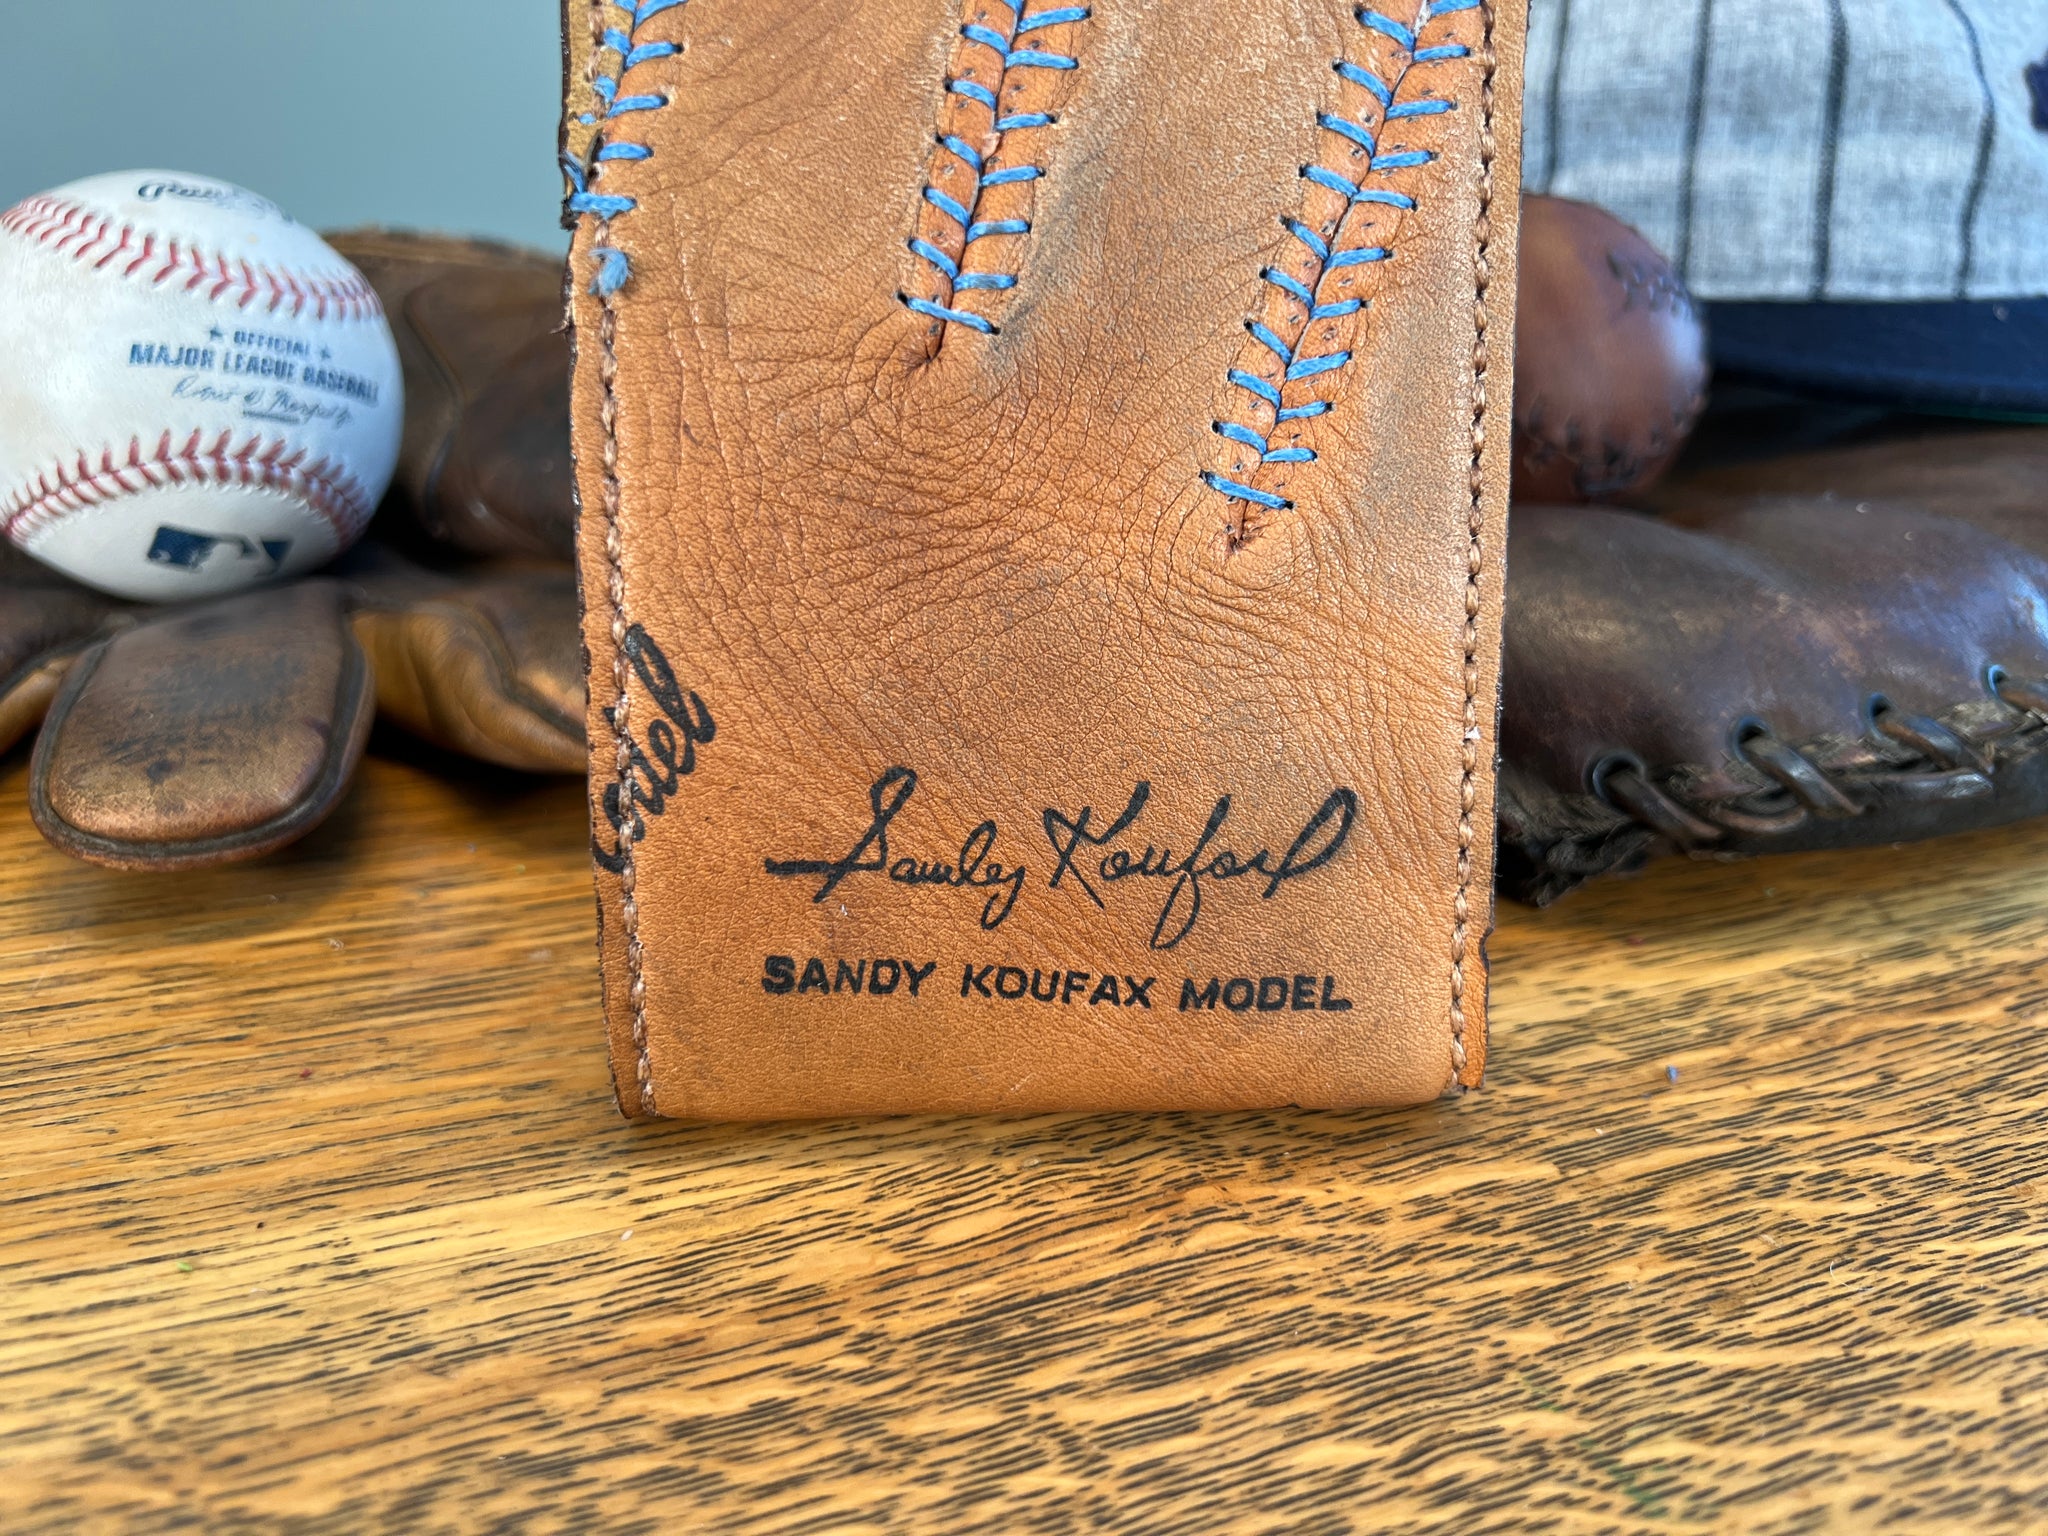 OFFICIAL
MAJOR LEAGUE BASEBALL
Sandy Koufax
SANDY KOUFAX MODEL